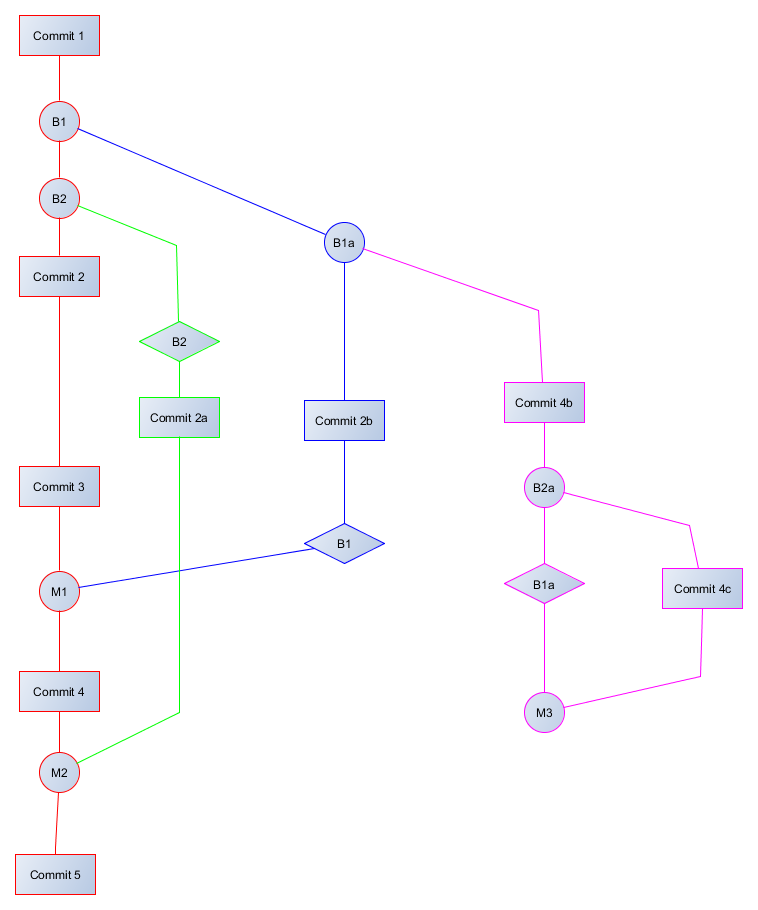 Commit 1
B1
B2
B1a
Commit 2
B2
Commit 4b
Commit 2a
Commit 2b
Commit 3
B2a
B1
B1a
Commit 4c
M1
Commit 4
M3
M2
Commit 5